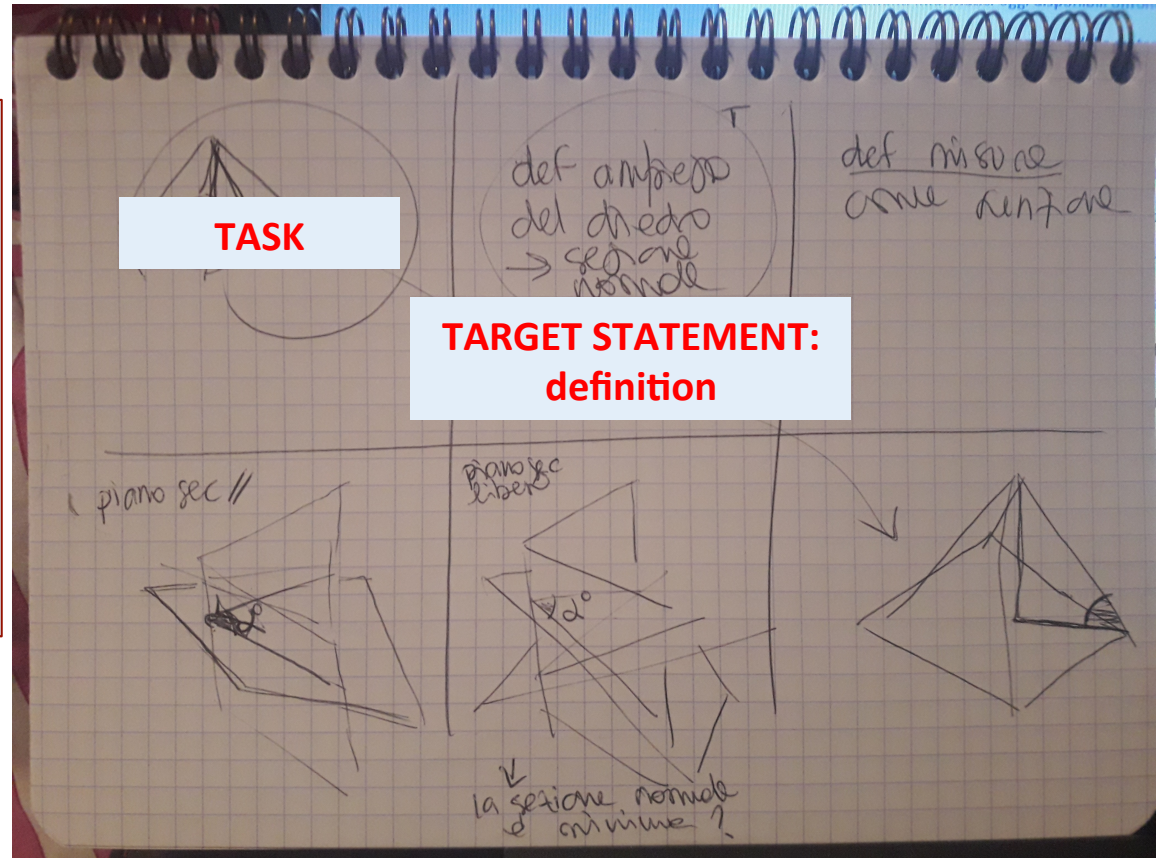 TASK
def ampiezza
del diedro
→ sezione
normale
T
def misura
come funzione
TARGET STATEMENT:
definition
piano sec //
α°
piano sec
libero
α°
la sezione normale
è minima ?